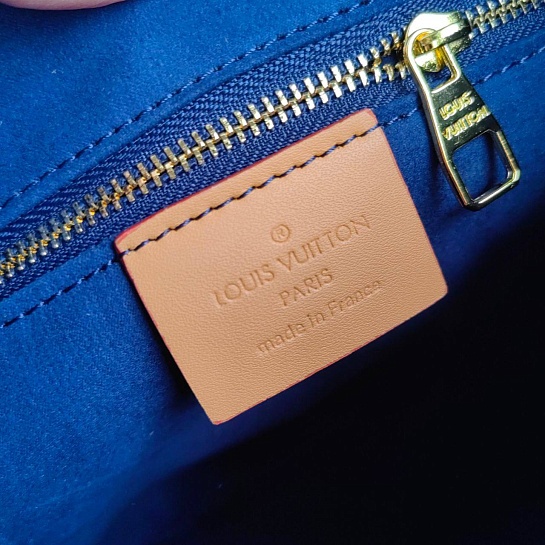 LOUIS
VUITTON
®
LOUIS VUITTON
PARIS
made in France